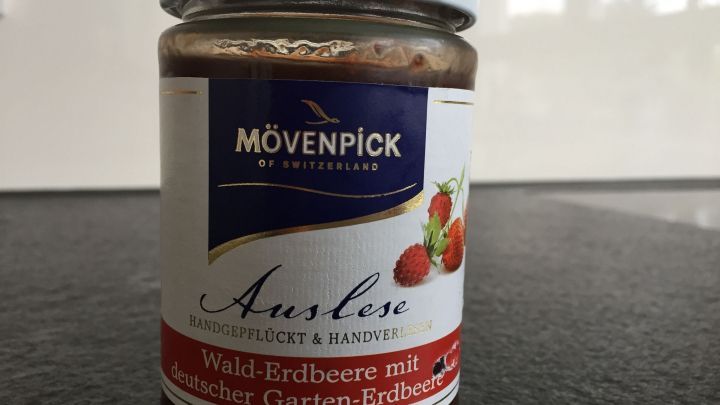 MÖVENPICK
OF SWITZERLAND
Auslese
HANDGEPFLÜCKT & HANDVERLESEN
Wald-Erdbeere mit
deutscher Garten-Erdbeere